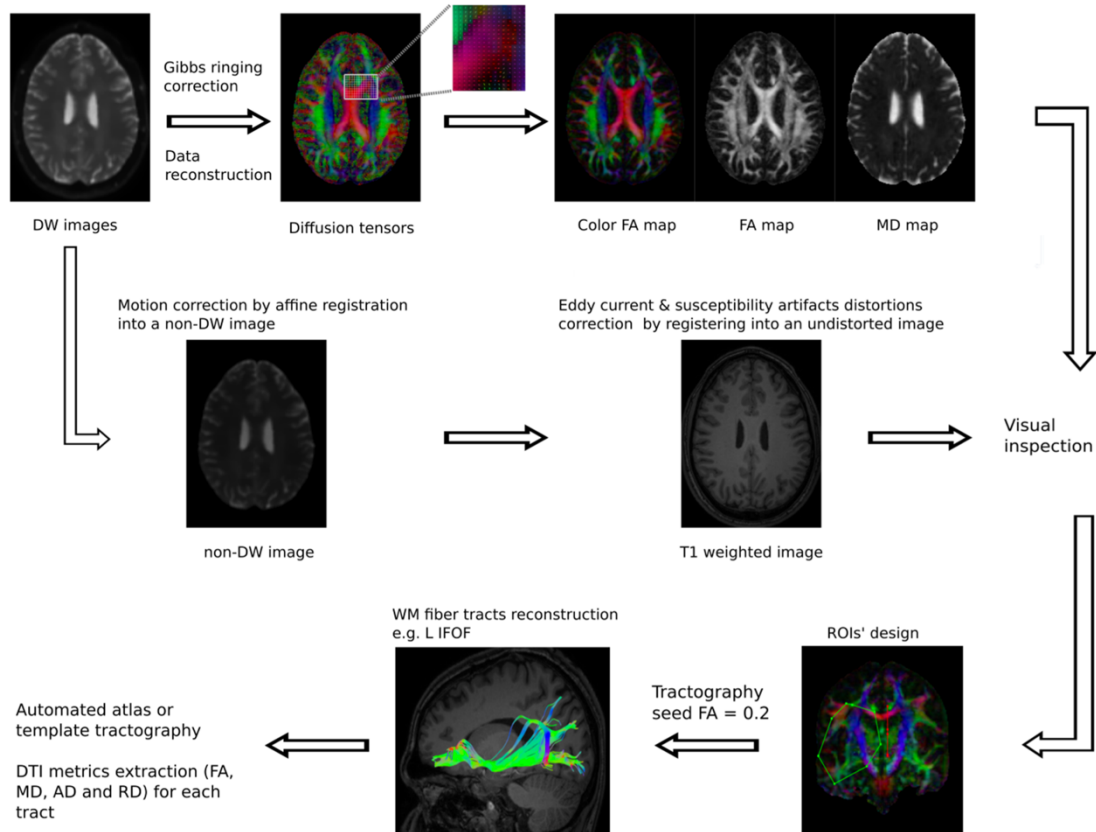 Gibbs ringing
correction
Data
reconstruction
DW images
Diffusion tensors
Color FA map
FA map
MD map
Motion correction by affine registration
into a non-DW image
Eddy current & susceptibility artifacts distortions
correction by registering into an undistorted image
Visual
inspection
non-DW image
T1 weighted image
WM fiber tracts reconstruction
e.g. L IFOF
ROIs' design
Tractography
seed FA = 0.2
Automated atlas or
template tractography
DTI metrics extraction (FA,
MD, AD and RD) for each
tract